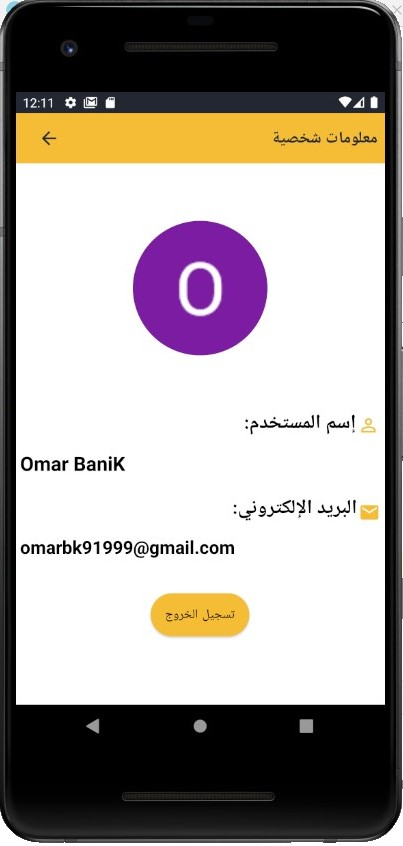 12:11
معلومات شخصية
O
إسم المستخدم:
Omar BaniK
البريد الإلكتروني:
omarbk91999@gmail.com
تسجيل الخروج